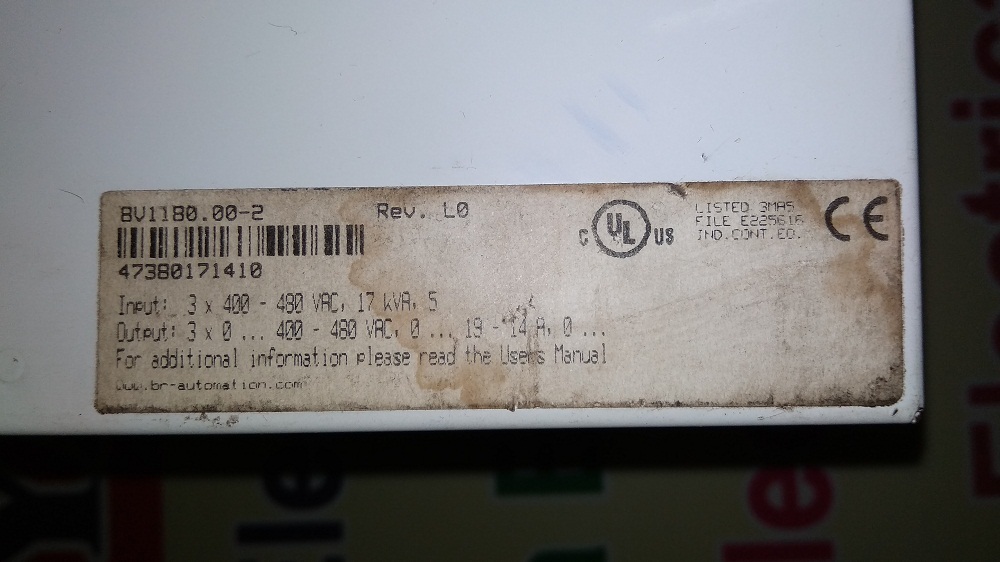 8V1180.00-2 Rev. L0
47380171410
Input: 3 x 400 - 480 VAC, 17 kVA, 5
Output: 3 x 0 ... 400 - 480 VAC, 0 ... 19 - 14 A, 0 ...
For additional information please read the Users Manual
www.br-automation.com
C UL US
LISTED 3MA5
FILE E225616
IND.CONT.EQ.
CE